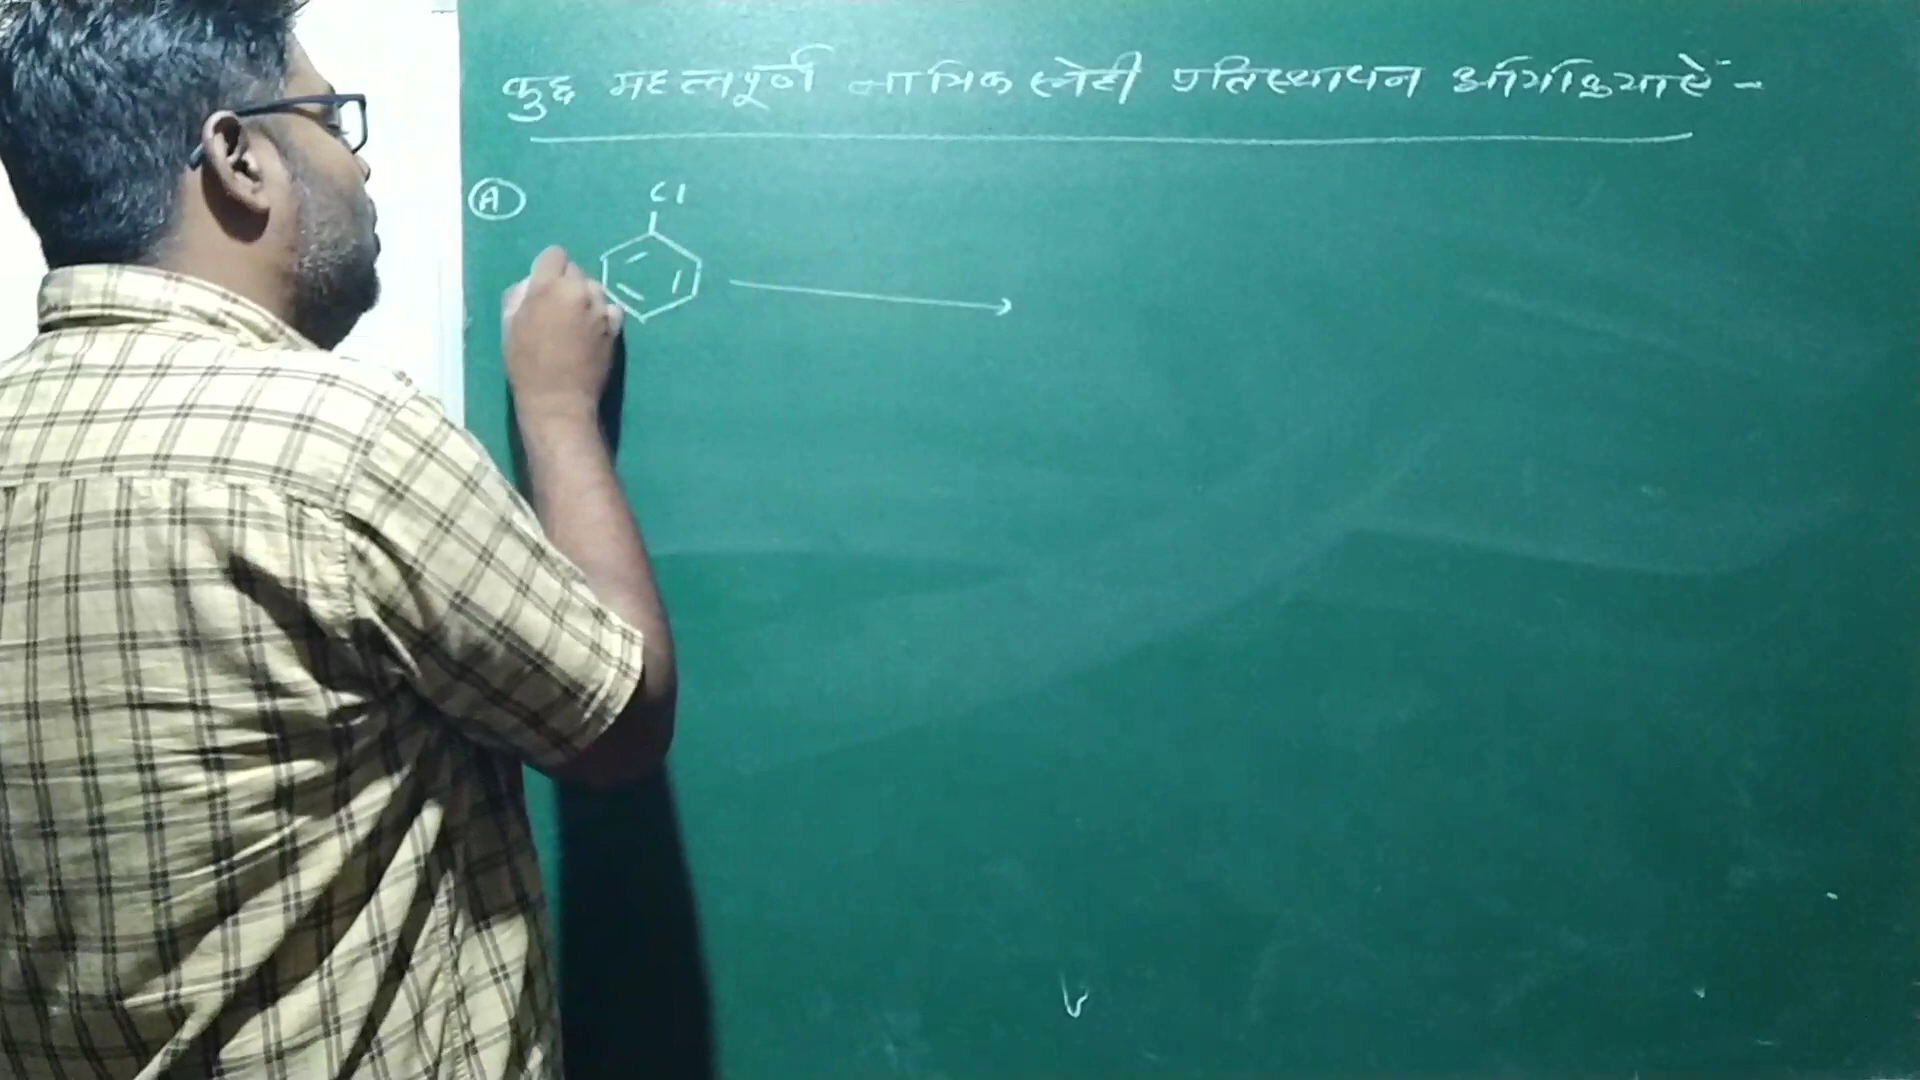 कुछ महत्त्वपूर्ण नाभिक स्नेही प्रतिस्थापन अभिक्रियाऐं -
A
Cl